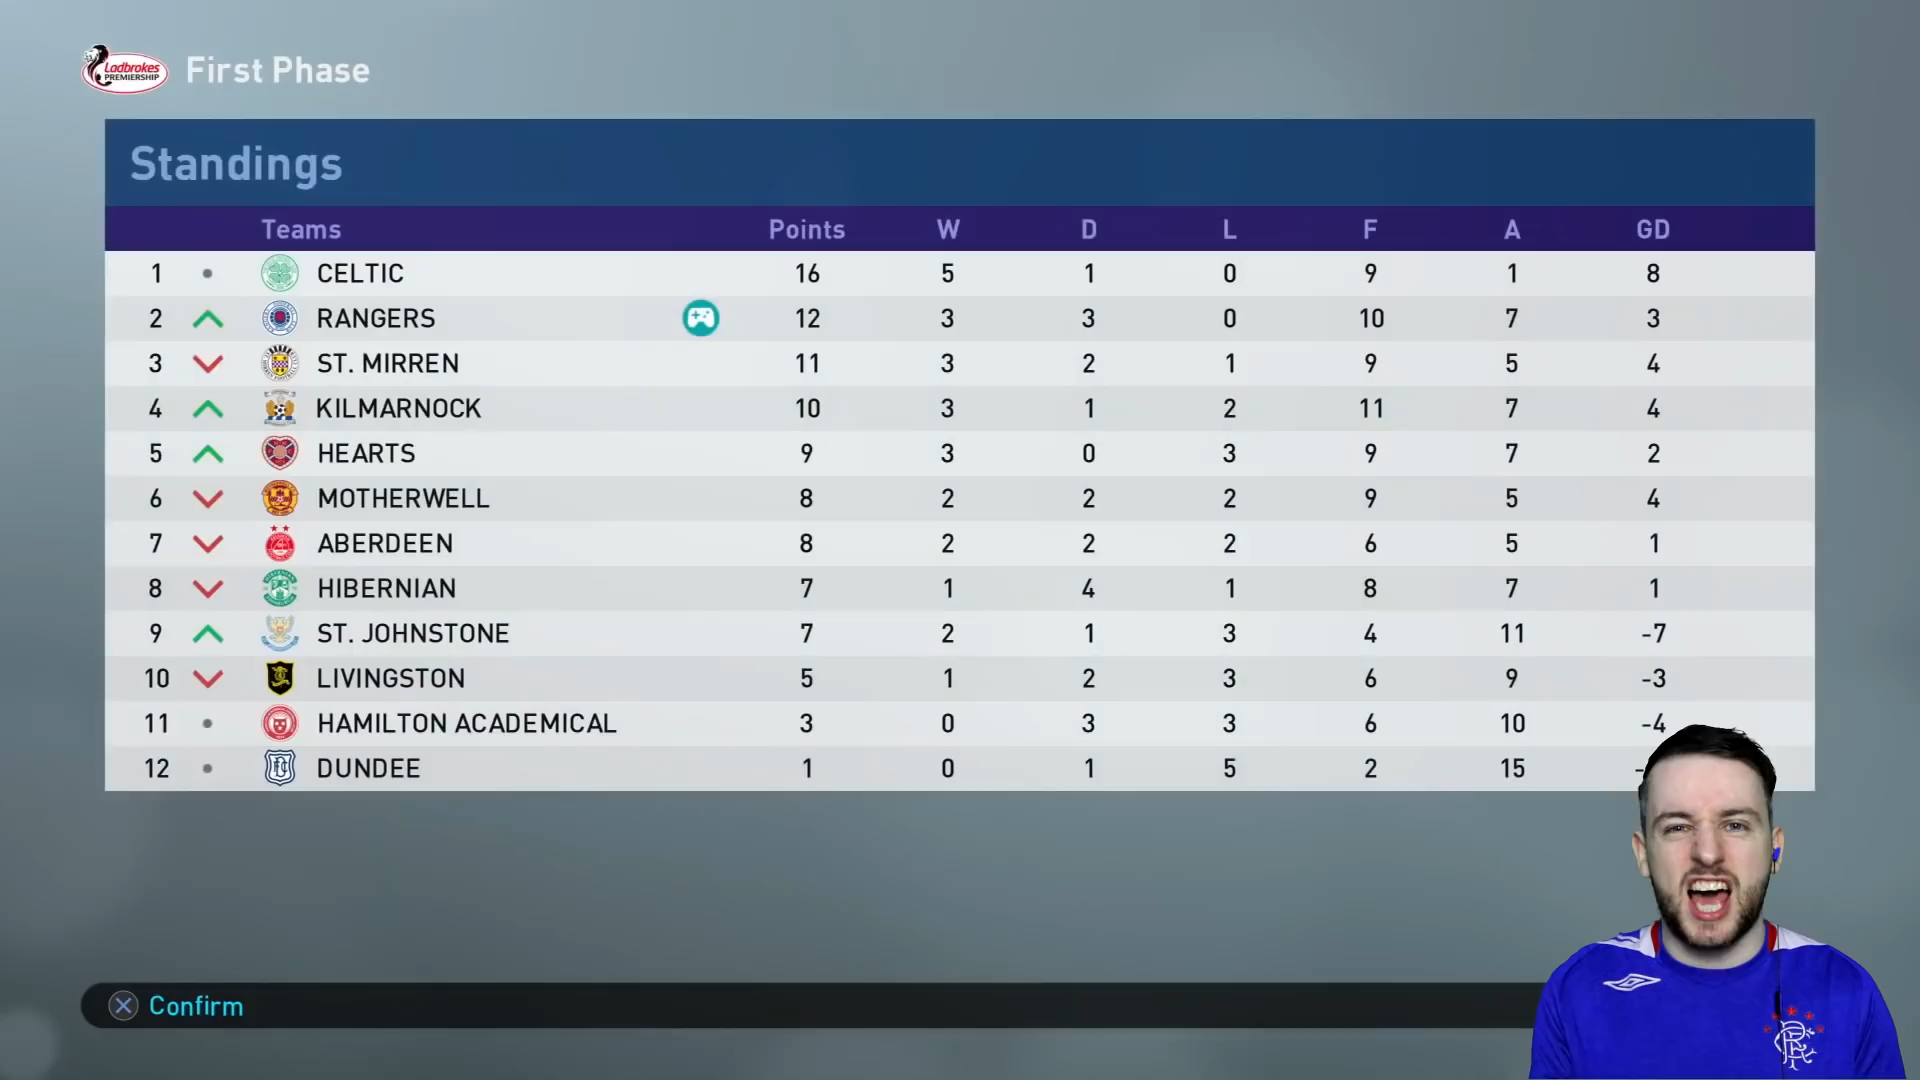 Ladbrokes
PREMIERSHIP
First Phase
Standings
Teams Points W D L F A GD
1 CELTIC 16 5 1 0 9 1 8
2 RANGERS 12 3 3 0 10 7 3
3 ST. MIRREN 11 3 2 1 9 5 4
4 KILMARNOCK 10 3 1 2 11 7 4
5 HEARTS 9 3 0 3 9 7 2
6 MOTHERWELL 8 2 2 2 9 5 4
7 ABERDEEN 8 2 2 2 6 5 1
8 HIBERNIAN 7 1 4 1 8 7 1
9 ST. JOHNSTONE 7 2 1 3 4 11 -7
10 LIVINGSTON 5 1 2 3 6 9 -3
11 HAMILTON ACADEMICAL 3 0 3 3 6 10 -4
12 DUNDEE 1 0 1 5 2 15
Confirm